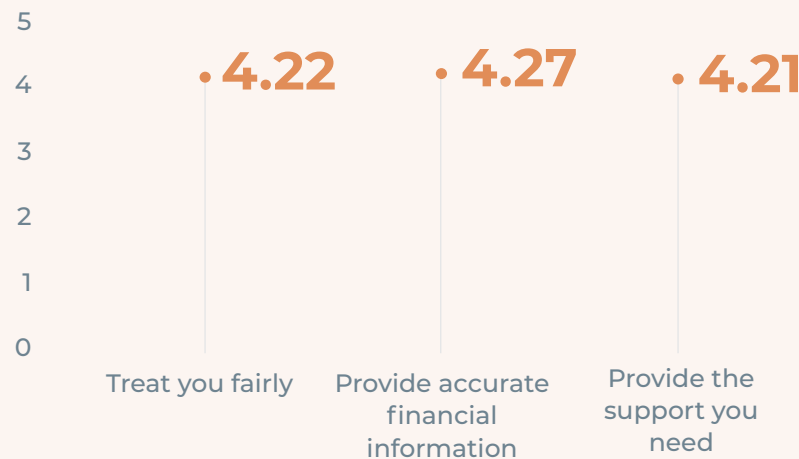 5
4
3
2
1
0
4.22
4.27
4.21
Treat you fairly
Provide accurate
financial
information
Provide the
support you
need